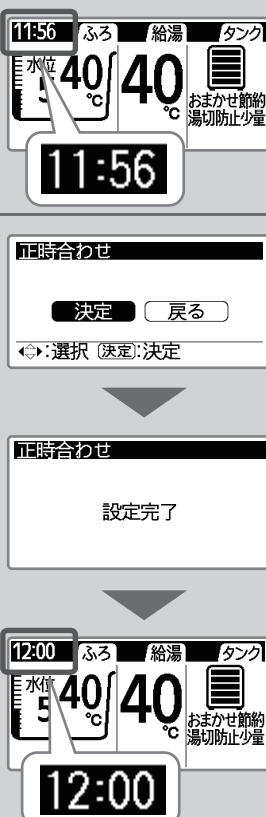 11:56 ふろ 給湯 タンク
水位 5 40℃ 40℃ おまかせ節約
湯切防止少量
11:56
正時合わせ
決定 戻る
:選択 決定:決定
正時合わせ
設定完了
12:00 ふろ 給湯 タンク
水位 5 40℃ 40℃ おまかせ節約
湯切防止少量
12:00